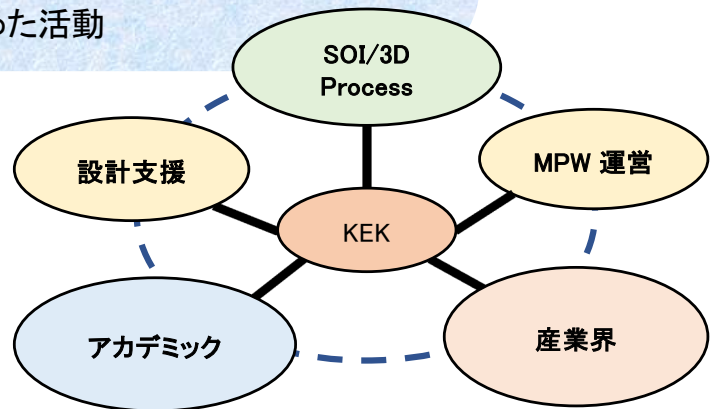 った活動
SOI/3D
Process
設計支援
MPW 運営
KEK
アカデミック
産業界